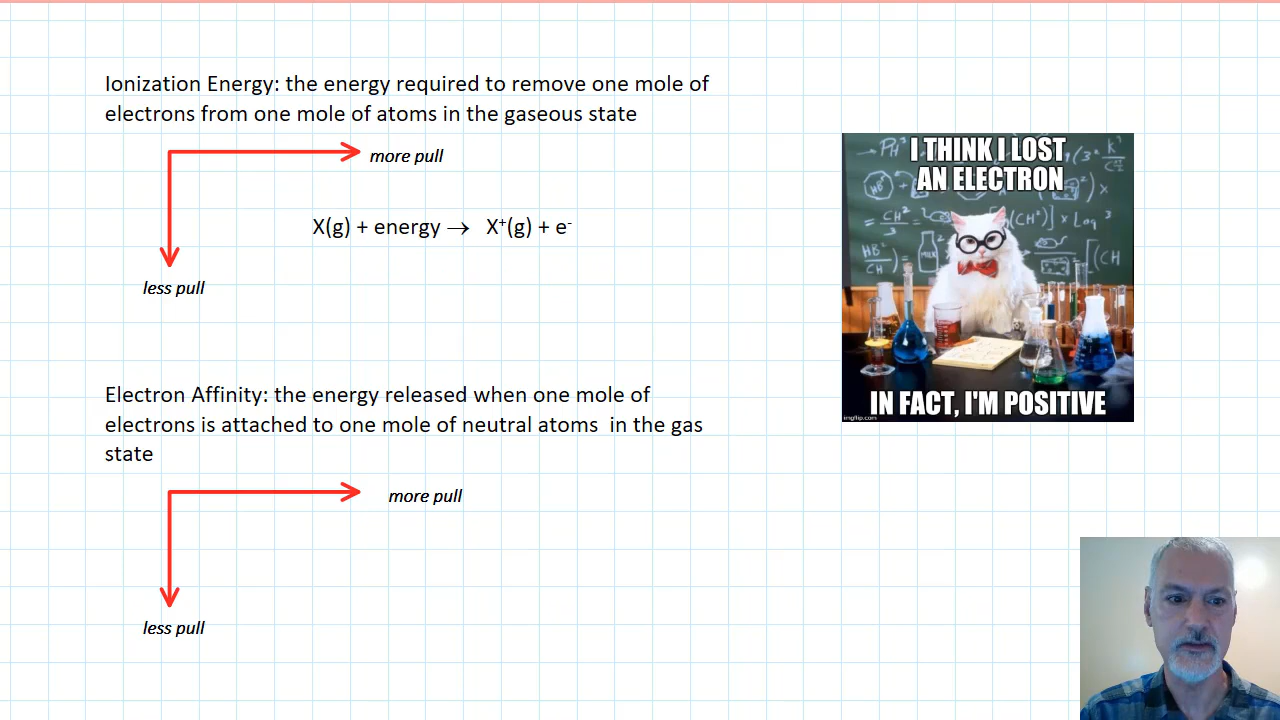 Ionization Energy: the energy required to remove one mole of
electrons from one mole of atoms in the gaseous state
more pull
X(g) + energy → X⁺(g) + e⁻
less pull
I THINK I LOST
AN ELECTRON
IN FACT, I'M POSITIVE
imgflip.com
Electron Affinity: the energy released when one mole of
electrons is attached to one mole of neutral atoms in the gas
state
more pull
less pull